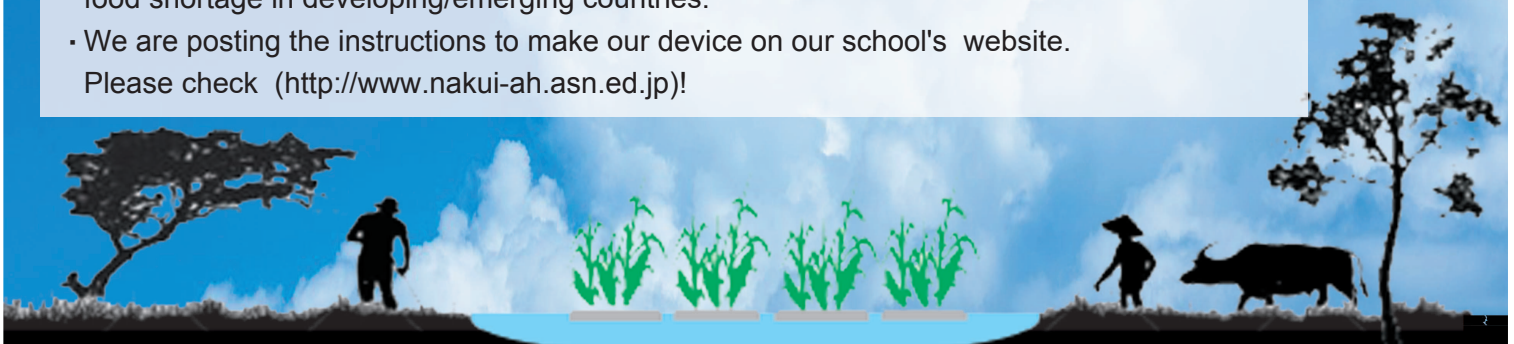 food shortage in developing/emerging countries.
· We are posting the instructions to make our device on our school's website.
Please check (http://www.nakui-ah.asn.ed.jp)!